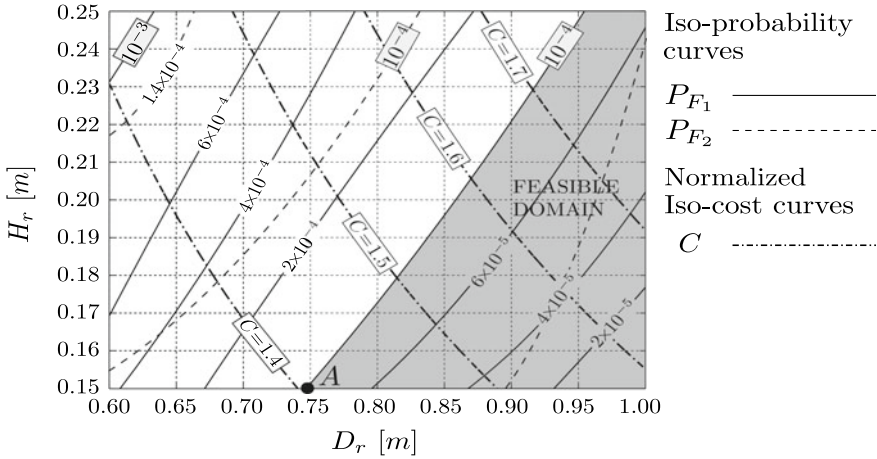 0.25
0.24
0.23
0.22
0.21
0.20
0.19
0.18
0.17
0.16
0.15
H_r [m]
0.60 0.65 0.70 0.75 0.80 0.85 0.90 0.95 1.00
D_r [m]
10⁻³
1.4×10⁻⁴
6×10⁻⁴
4×10⁻⁴
2×10⁻⁴
10⁻⁴
10⁻⁴
6×10⁻⁵
4×10⁻⁵
2×10⁻⁵
C=1.4
C=1.5
C=1.6
C=1.7
FEASIBLE
DOMAIN
A
Iso-probability
curves
P_{F_1}
P_{F_2}
Normalized
Iso-cost curves
C